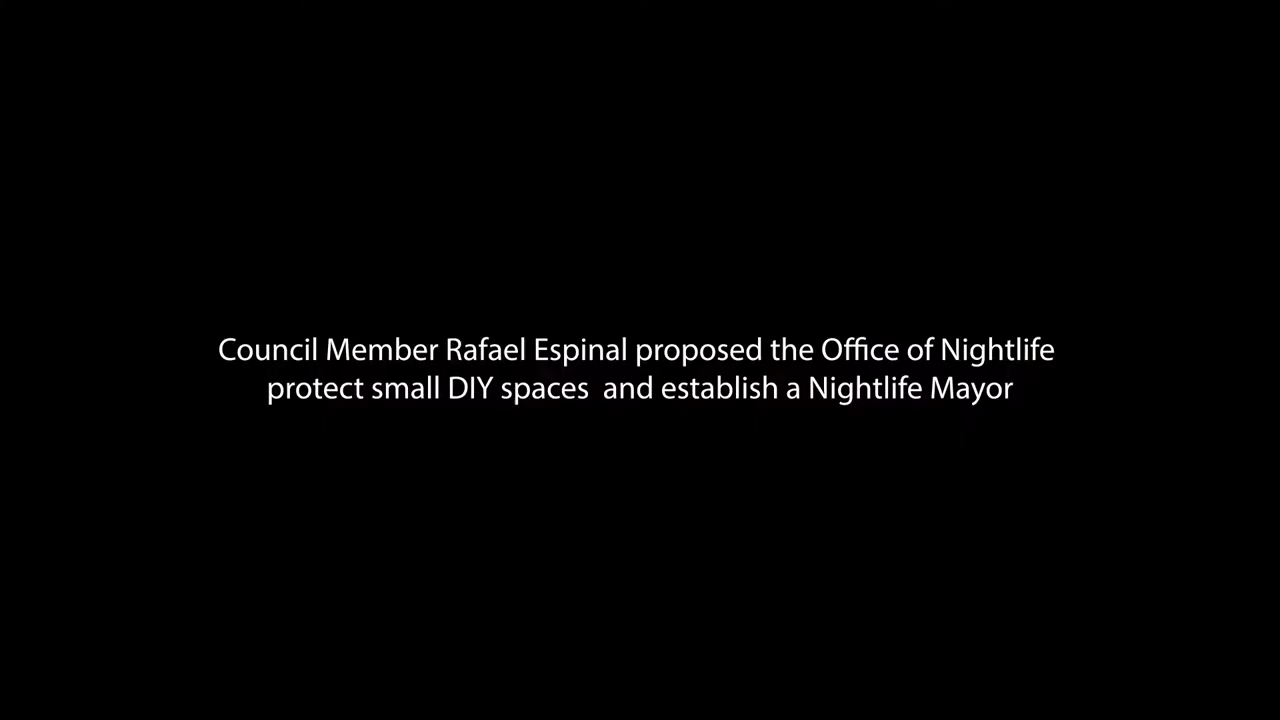 Council Member Rafael Espinal proposed the Office of Nightlife
protect small DIY spaces  and establish a Nightlife Mayor